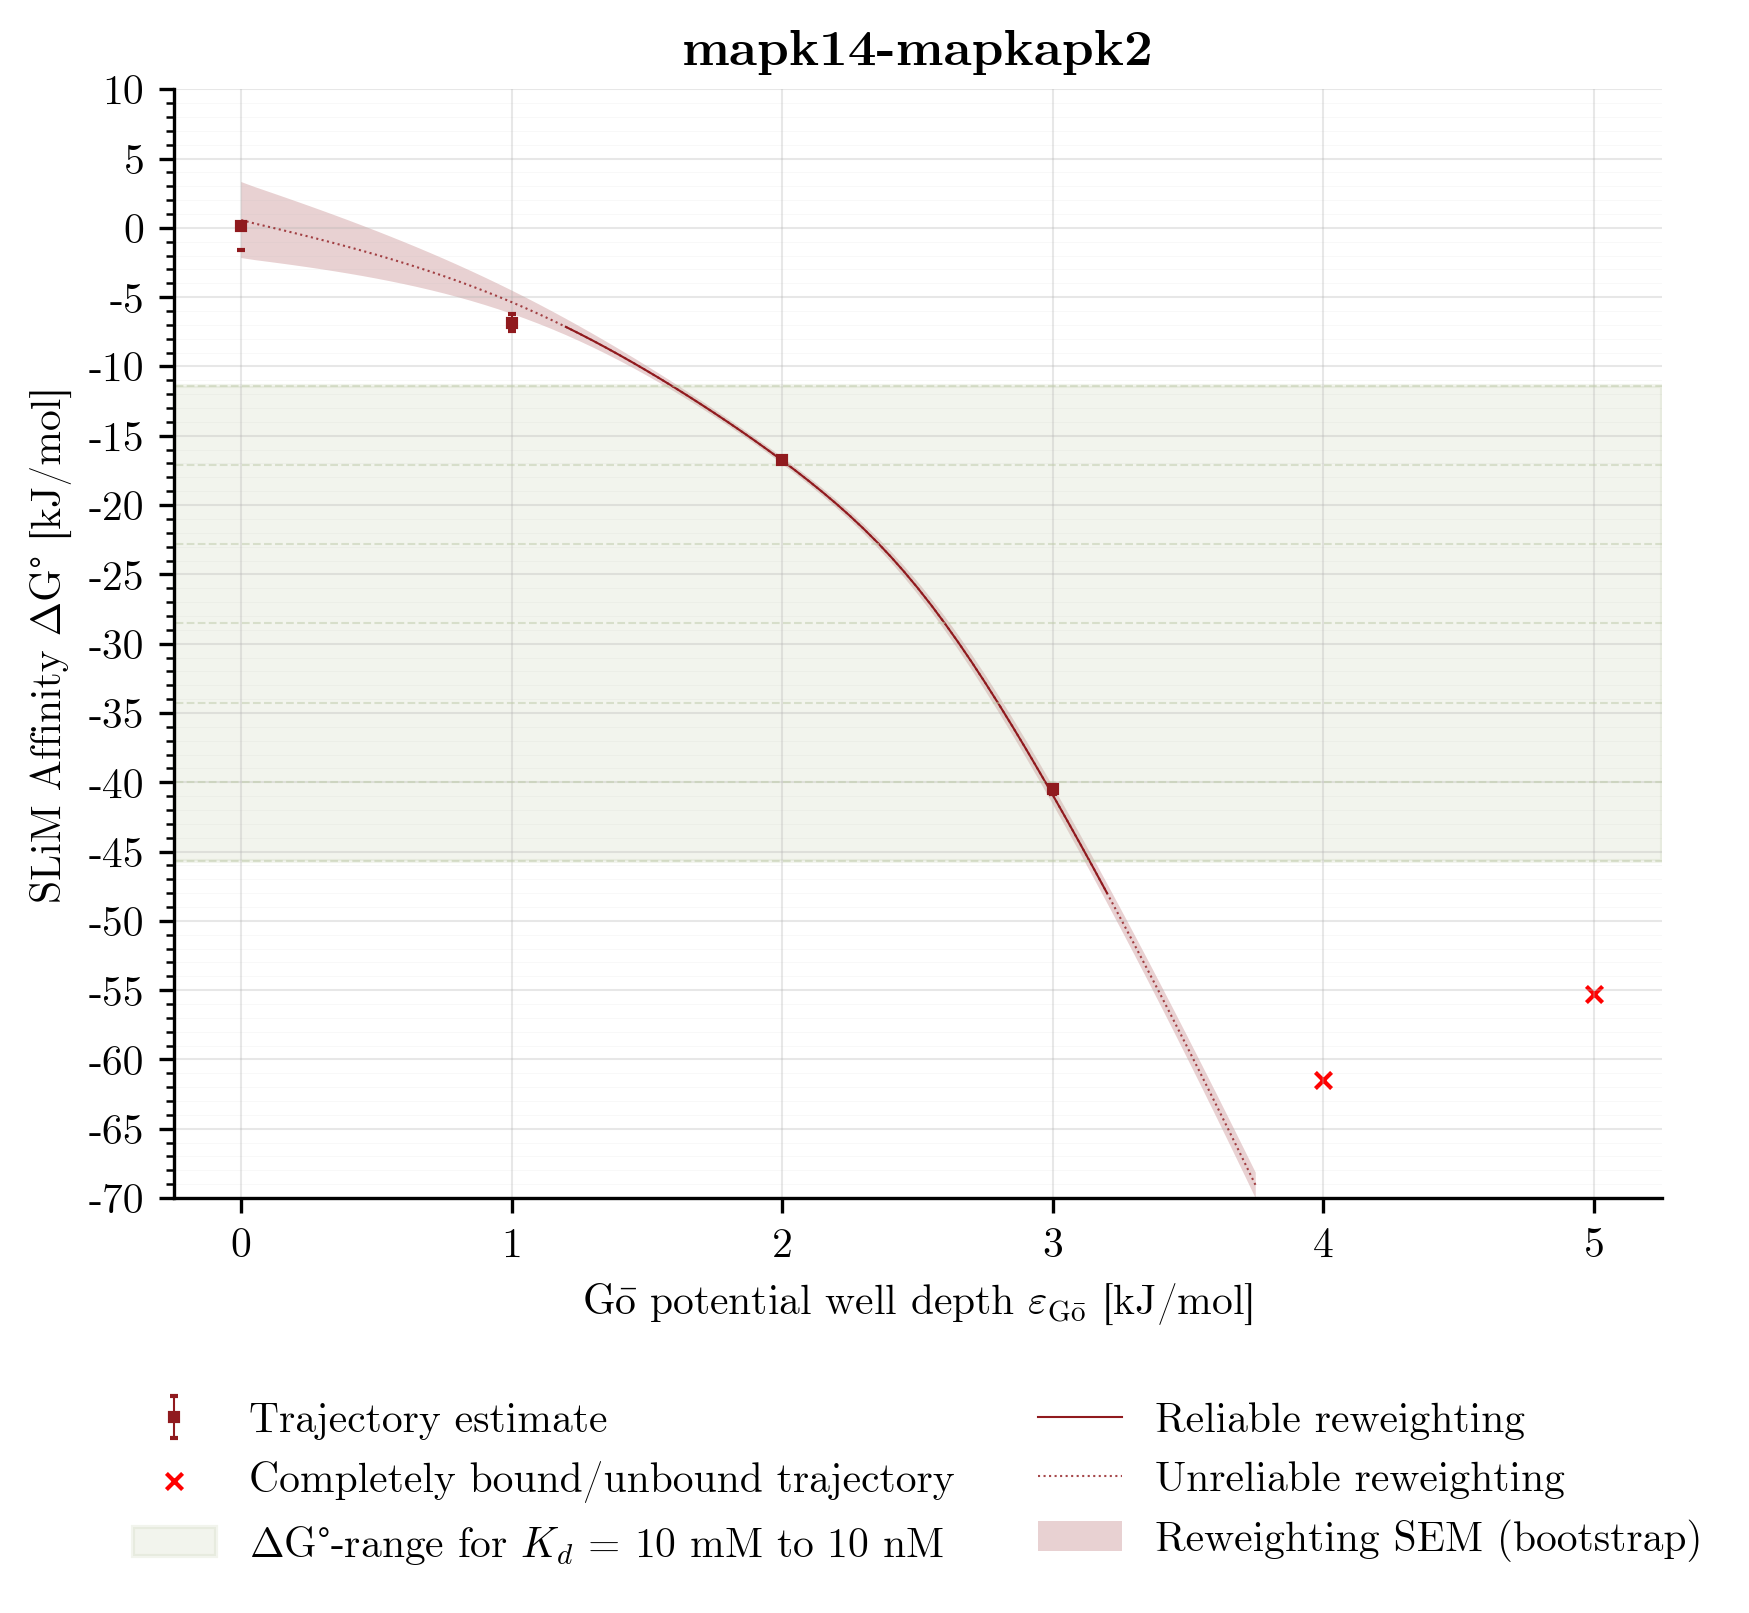 mapk14-mapkapk2
SLiM Affinity ΔG° [kJ/mol]
10
5
0
-5
-10
-15
-20
-25
-30
-35
-40
-45
-50
-55
-60
-65
-70
0 1 2 3 4 5
Gō potential well depth ε_Gō [kJ/mol]
Trajectory estimate
Completely bound/unbound trajectory
ΔG°-range for K_d = 10 mM to 10 nM
Reliable reweighting
Unreliable reweighting
Reweighting SEM (bootstrap)